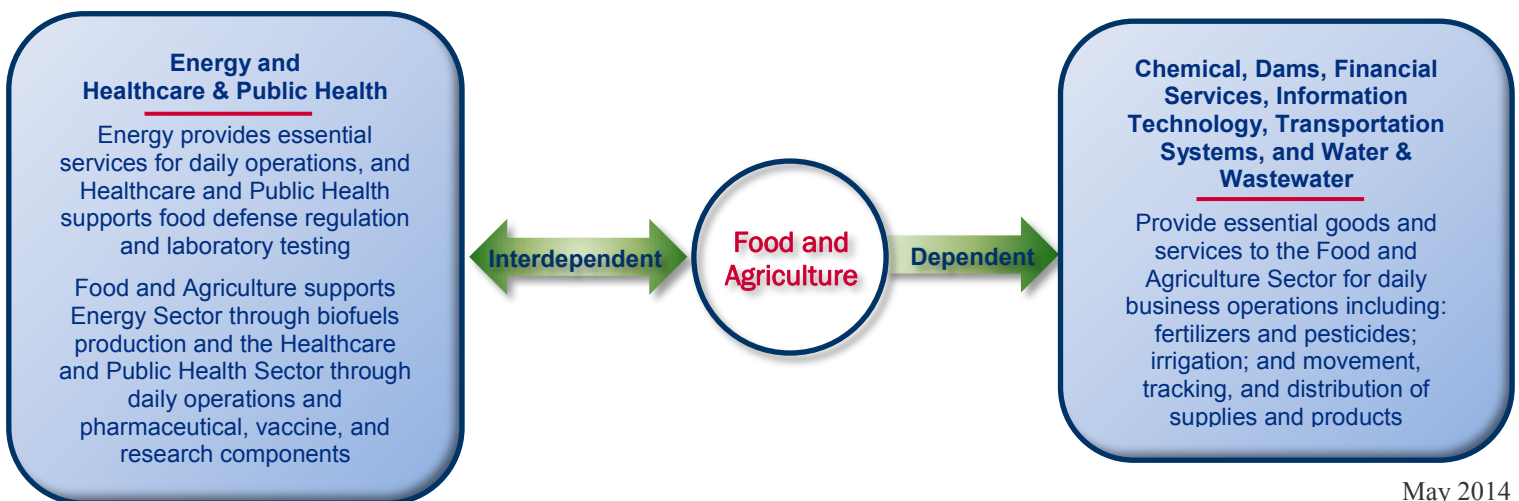 Energy and
Healthcare & Public Health
Energy provides essential
services for daily operations, and
Healthcare and Public Health
supports food defense regulation
and laboratory testing
Food and Agriculture supports
Energy Sector through biofuels
production and the Healthcare
and Public Health Sector through
daily operations and
pharmaceutical, vaccine, and
research components
Interdependent
Food and
Agriculture
Dependent
Chemical, Dams, Financial
Services, Information
Technology, Transportation
Systems, and Water &
Wastewater
Provide essential goods and
services to the Food and
Agriculture Sector for daily
business operations including:
fertilizers and pesticides;
irrigation; and movement,
tracking, and distribution of
supplies and products
May 2014